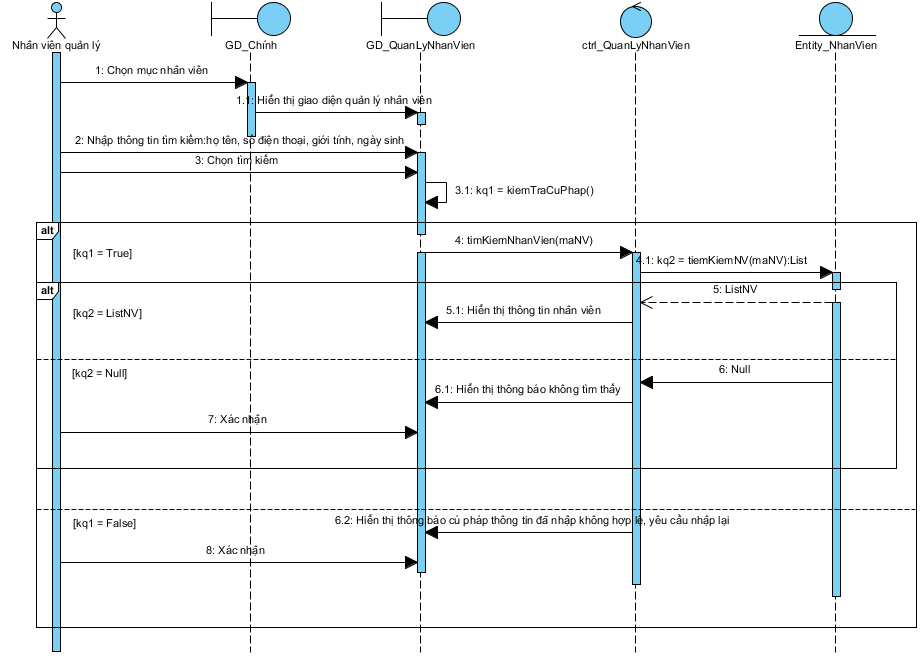 Nhân viên quản lý
GD_Chính
GD_QuanLyNhanVien
ctrl_QuanLyNhanVien
Entity_NhanVien
1: Chọn mục nhân viên
1.1: Hiển thị giao diện quản lý nhân viên
2: Nhập thông tin tìm kiếm:họ tên, số điện thoại, giới tính, ngày sinh
3: Chọn tìm kiếm
3.1: kq1 = kiemTraCuPhap()
alt
[kq1 = True]
4: timKiemNhanVien(maNV)
4.1: kq2 = tiemKiemNV(maNV):List
alt
5: ListNV
[kq2 = ListNV]
5.1: Hiển thị thông tin nhân viên
[kq2 = Null]
6: Null
6.1: Hiển thị thông báo không tìm thấy
7: Xác nhận
[kq1 = False]
6.2: Hiển thị thông báo cú pháp thông tin đã nhập không hợp lê, yêu cầu nhập lại
8: Xác nhận